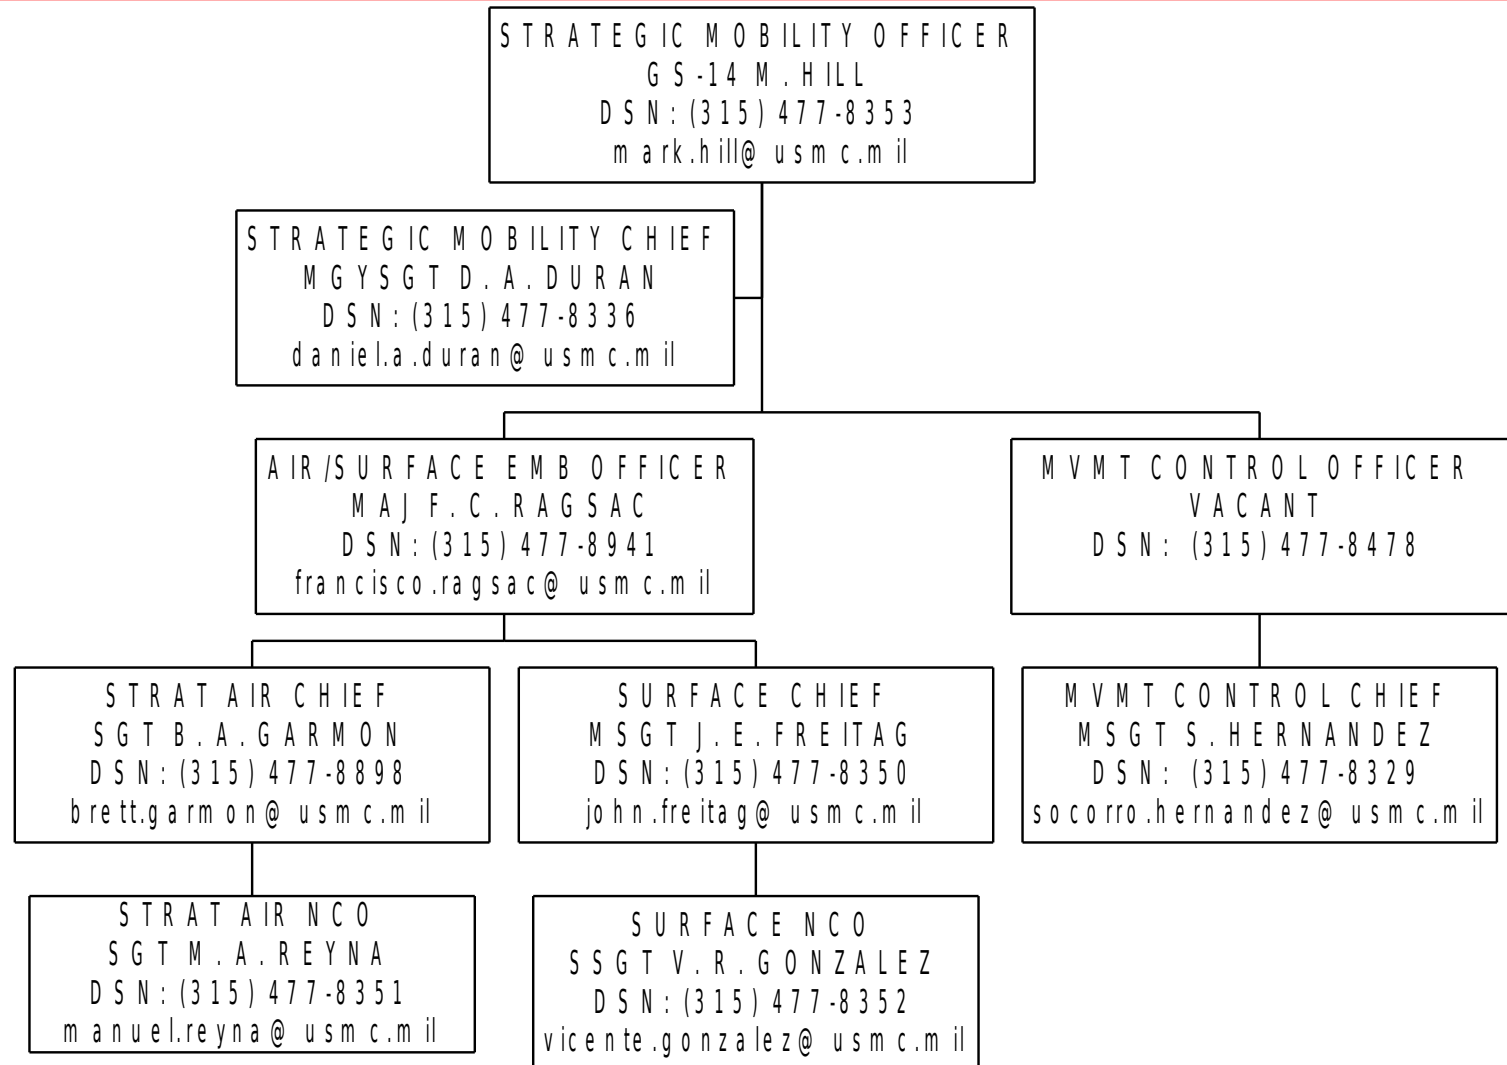 STRATEGIC MOBILITY OFFICER
GS-14 M. HILL
DSN: (315) 477-8353
mark.hill@usmc.mil
STRATEGIC MOBILITY CHIEF
MGYSGT D. A. DURAN
DSN: (315) 477-8336
daniel.a.duran@usmc.mil
AIR/SURFACE EMB OFFICER
MAJ F. C. RAGSAC
DSN: (315) 477-8941
francisco.ragsac@usmc.mil
MVMT CONTROL OFFICER
VACANT
DSN: (315) 477-8478
STRAT AIR CHIEF
SGT B. A. GARMON
DSN: (315) 477-8898
brett.garmon@usmc.mil
SURFACE CHIEF
MSGT J. E. FREITAG
DSN: (315) 477-8350
john.freitag@usmc.mil
MVMT CONTROL CHIEF
MSGT S. HERNANDEZ
DSN: (315) 477-8329
socorro.hernandez@usmc.mil
STRAT AIR NCO
SGT M. A. REYNA
DSN: (315) 477-8351
manuel.reyna@usmc.mil
SURFACE NCO
SSGT V. R. GONZALEZ
DSN: (315) 477-8352
vicente.gonzalez@usmc.mil